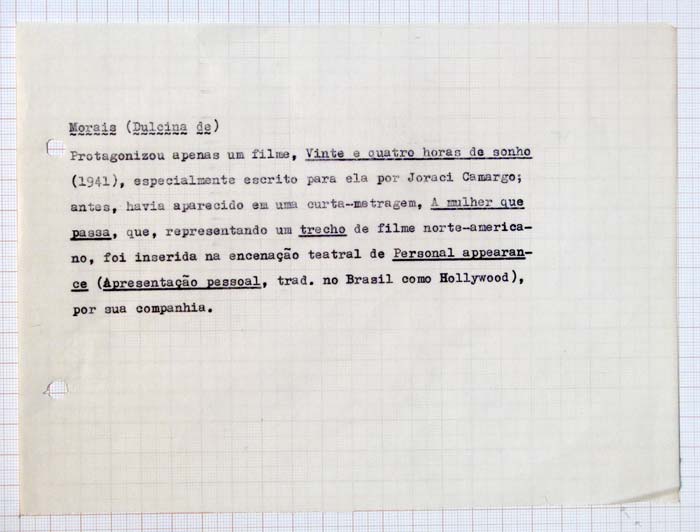 Morais (Dulcina de)
Protagonizou apenas um filme, Vinte e quatro horas de sonho
(1941), especialmente escrito para ela por Joraci Camargo;
antes, havia aparecido em uma curta-metragem, A mulher que
passa, que, representando um trecho de filme norte-america-
no, foi inserida na encenação teatral de Personal appearan-
ce (Apresentação pessoal, trad. no Brasil como Hollywood),
por sua companhia.